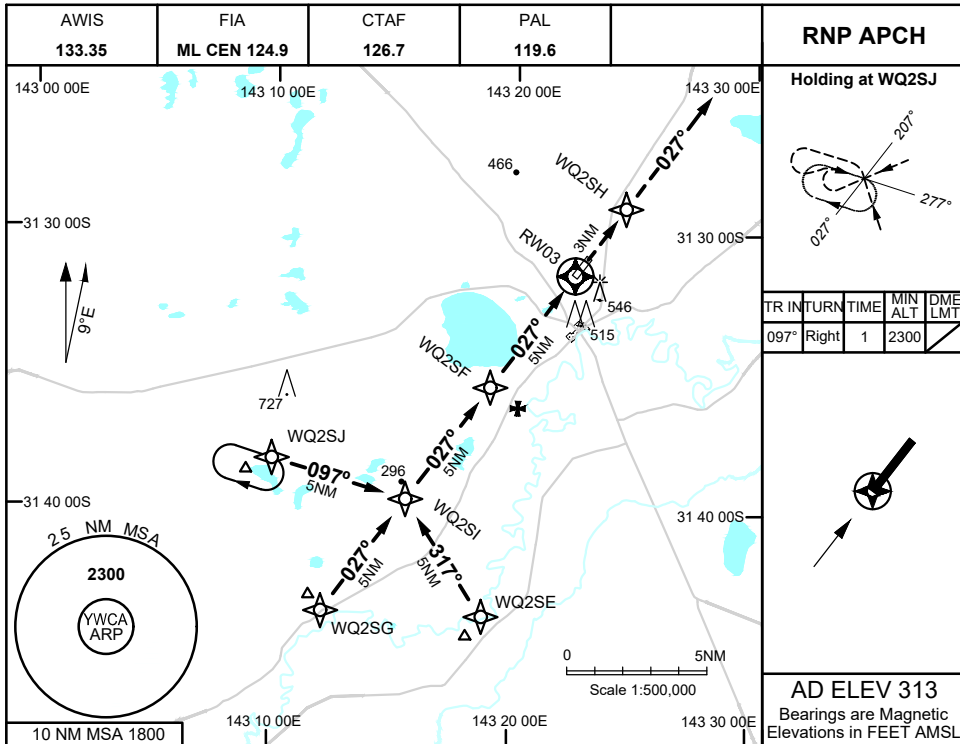 AWIS
133.35
FIA
ML CEN 124.9
CTAF
126.7
PAL
119.6
RNP APCH
143 00 00E
143 10 00E
143 20 00E
143 30 00E
Holding at WQ2SJ
207°
277°
027°
466
WQ2SH
027°
31 30 00S
31 30 00S
RW03
3NM
9°E
546
515
027°
5NM
WQ2SF
TR IN TURN TIME MIN ALT DME LMT
097° Right 1 2300
727
WQ2SJ
097°
5NM
296
027°
5NM
WQ2SI
31 40 00S
31 40 00S
25 NM MSA
2300
YWCA
ARP
027°
5NM
317°
5NM
WQ2SG
WQ2SE
0 5NM
Scale 1:500,000
10 NM MSA 1800
143 10 00E
143 20 00E
143 30 00E
AD ELEV 313
Bearings are Magnetic
Elevations in FEET AMSL